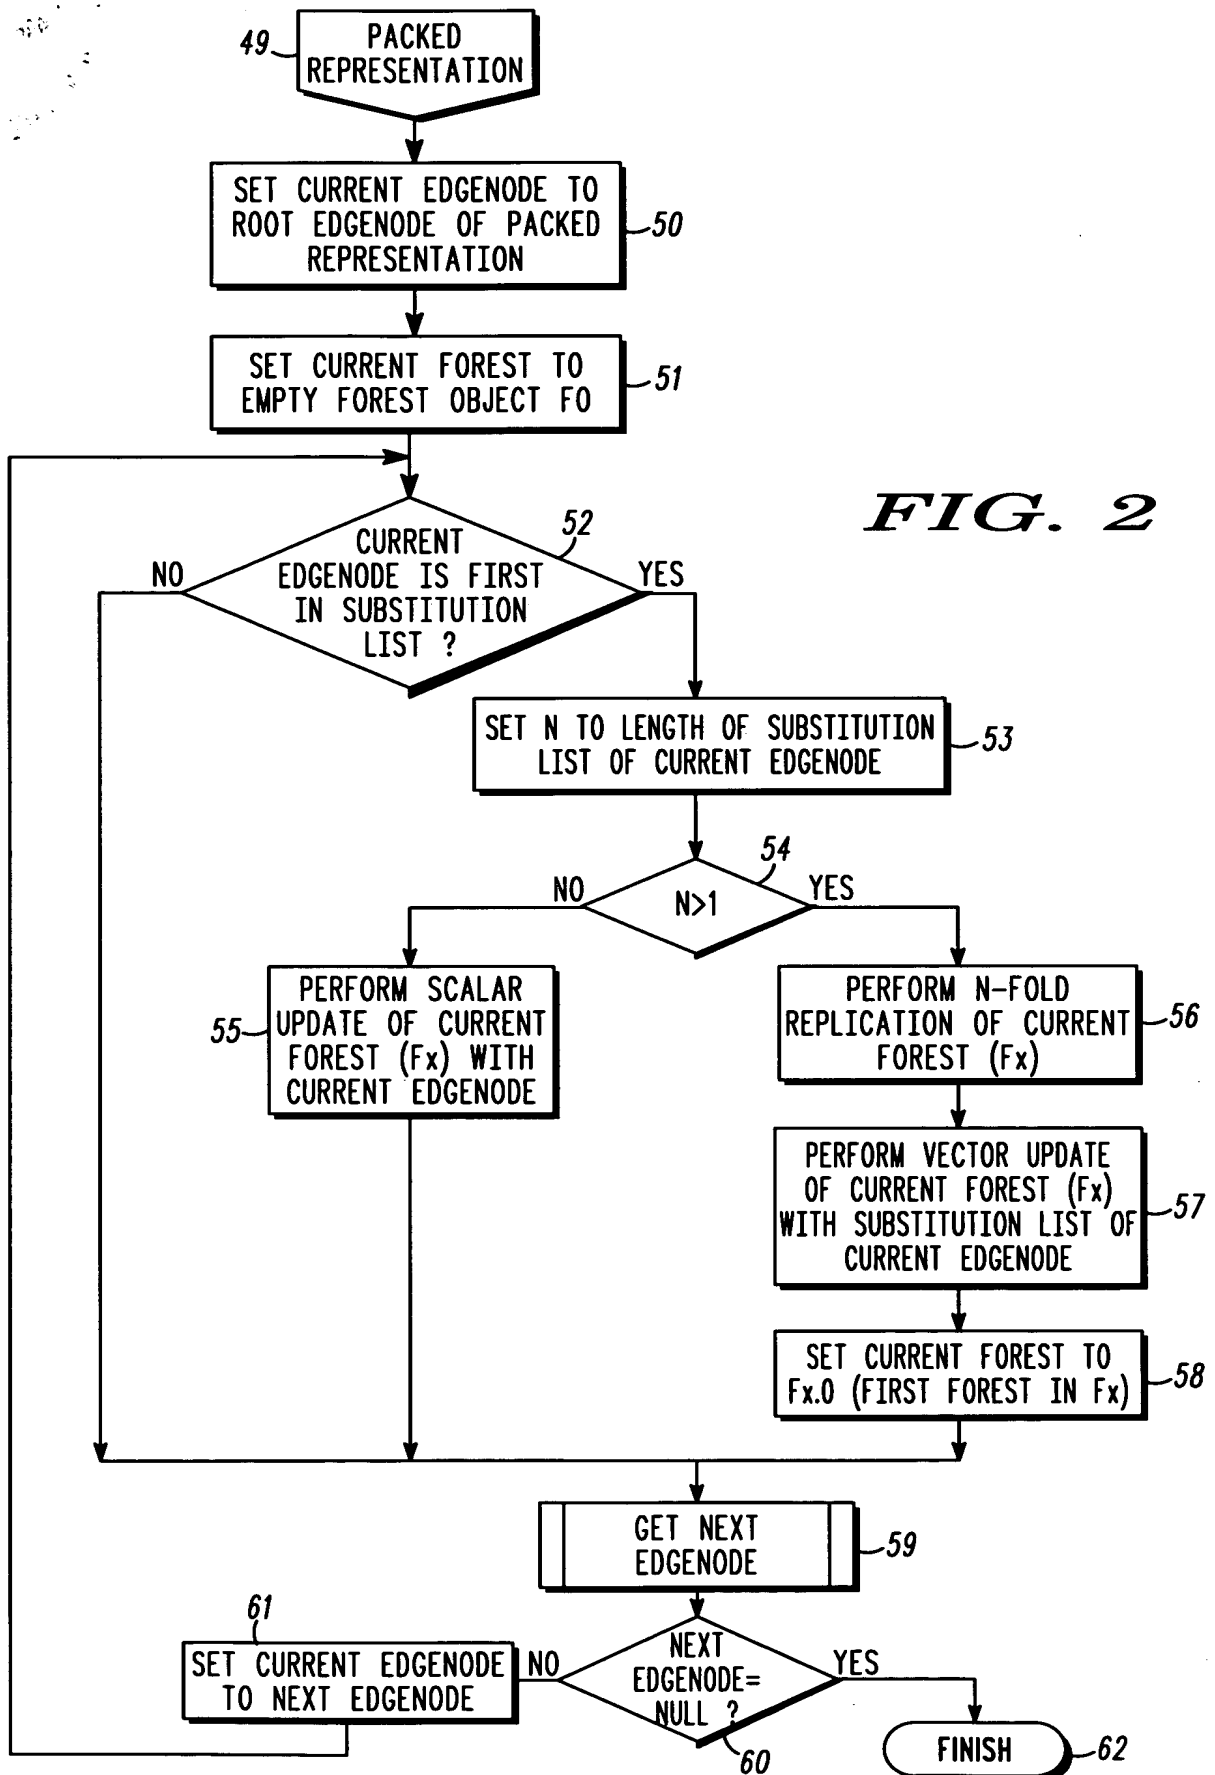 49
PACKED
REPRESENTATION
SET CURRENT EDGENODE TO
ROOT EDGENODE OF PACKED
REPRESENTATION
50
SET CURRENT FOREST TO
EMPTY FOREST OBJECT F0
51
FIG. 2
52
CURRENT
EDGENODE IS FIRST
IN SUBSTITUTION
LIST ?
NO
YES
SET N TO LENGTH OF SUBSTITUTION
LIST OF CURRENT EDGENODE
53
54
N>1
NO
YES
55
PERFORM SCALAR
UPDATE OF CURRENT
FOREST (Fx) WITH
CURRENT EDGENODE
PERFORM N-FOLD
REPLICATION OF CURRENT
FOREST (Fx)
56
PERFORM VECTOR UPDATE
OF CURRENT FOREST (Fx)
WITH SUBSTITUTION LIST OF
CURRENT EDGENODE
57
SET CURRENT FOREST TO
Fx.0 (FIRST FOREST IN Fx)
58
GET NEXT
EDGENODE
59
61
SET CURRENT EDGENODE
TO NEXT EDGENODE
NO
NEXT
EDGENODE=
NULL ?
YES
60
FINISH
62